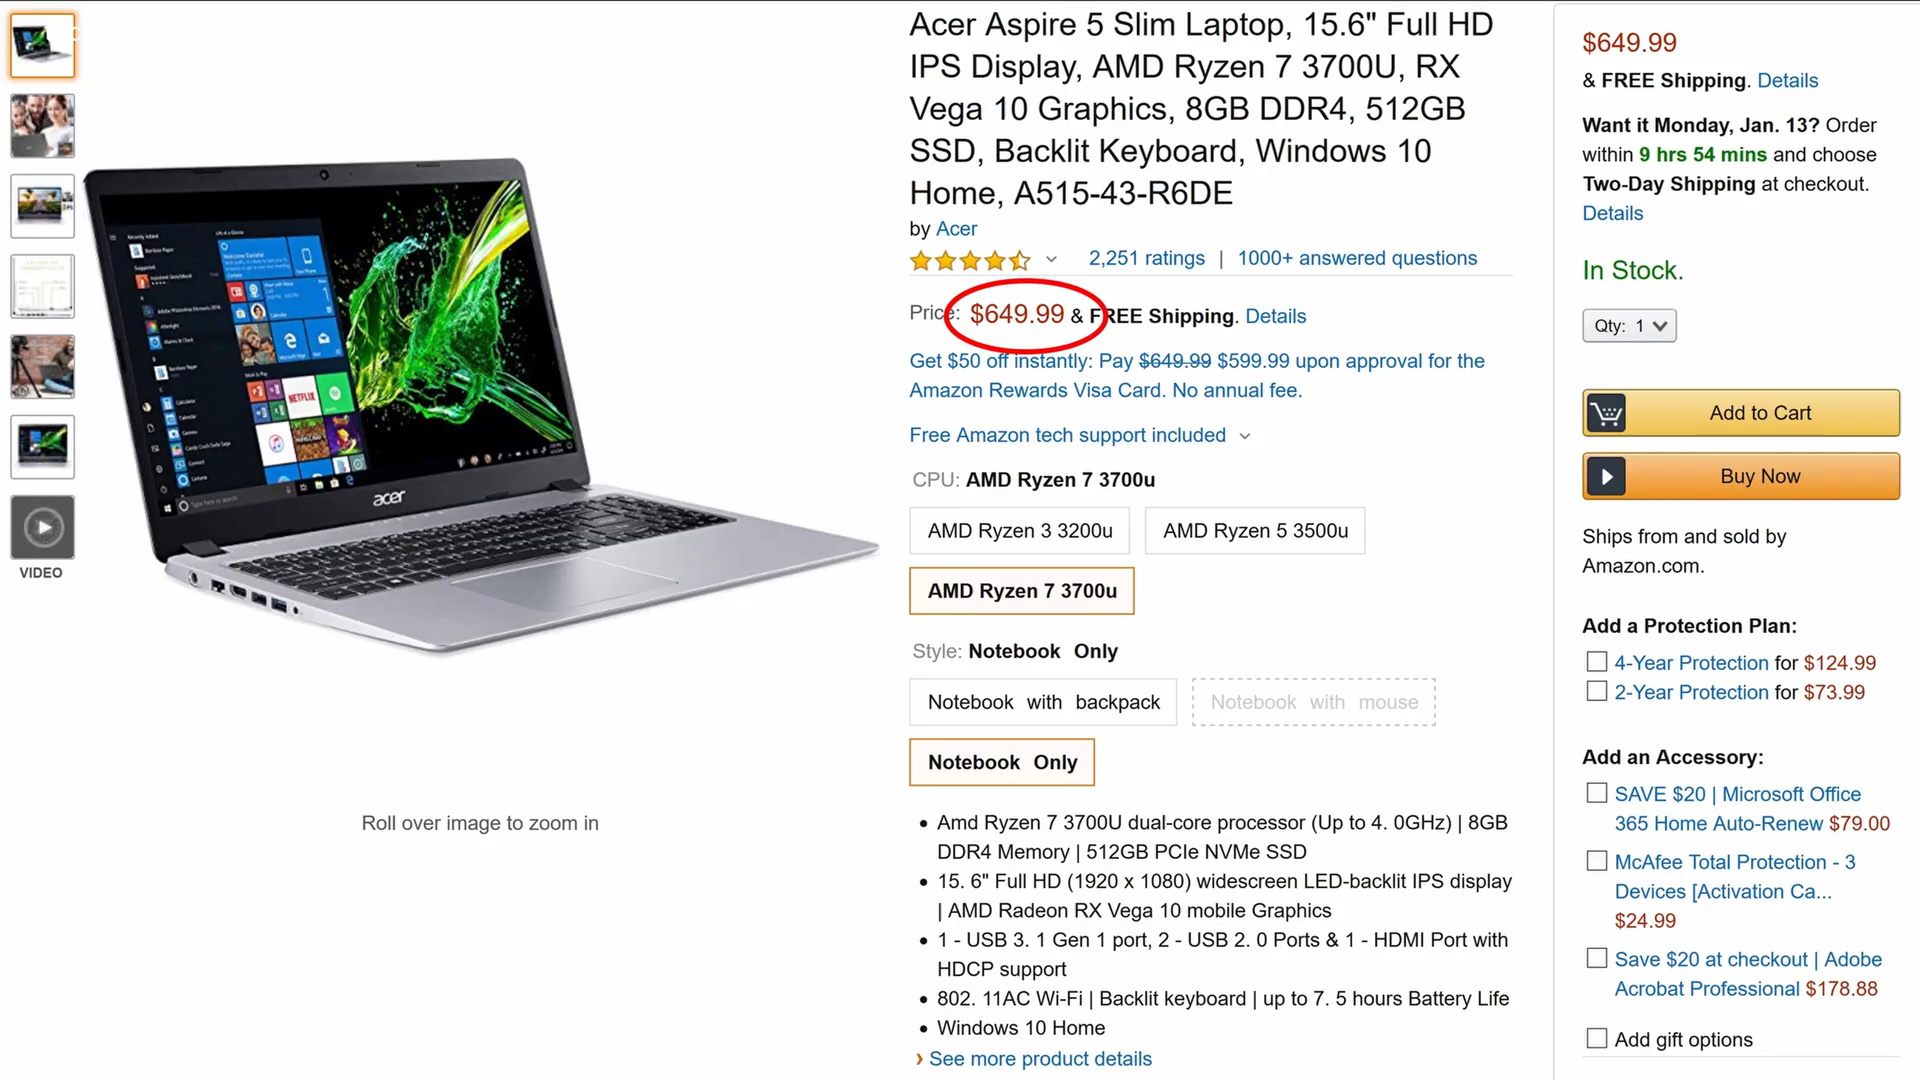 Acer Aspire 5 Slim Laptop, 15.6" Full HD
IPS Display, AMD Ryzen 7 3700U, RX
Vega 10 Graphics, 8GB DDR4, 512GB
SSD, Backlit Keyboard, Windows 10
Home, A515-43-R6DE
by Acer
2,251 ratings | 1000+ answered questions
Price: $649.99 & FREE Shipping. Details
Get $50 off instantly: Pay $649.99 $599.99 upon approval for the
Amazon Rewards Visa Card. No annual fee.
Free Amazon tech support included
CPU: AMD Ryzen 7 3700u
AMD Ryzen 3 3200u
AMD Ryzen 5 3500u
AMD Ryzen 7 3700u
Style: Notebook Only
Notebook with backpack
Notebook with mouse
Notebook Only
Amd Ryzen 7 3700U dual-core processor (Up to 4. 0GHz) | 8GB
DDR4 Memory | 512GB PCIe NVMe SSD
15. 6" Full HD (1920 x 1080) widescreen LED-backlit IPS display
| AMD Radeon RX Vega 10 mobile Graphics
1 - USB 3. 1 Gen 1 port, 2 - USB 2. 0 Ports & 1 - HDMI Port with
HDCP support
802. 11AC Wi-Fi | Backlit keyboard | up to 7. 5 hours Battery Life
Windows 10 Home
› See more product details
VIDEO
acer
NETFLIX
Roll over image to zoom in
$649.99
& FREE Shipping. Details
Want it Monday, Jan. 13? Order
within 9 hrs 54 mins and choose
Two-Day Shipping at checkout.
Details
In Stock.
Qty: 1
Add to Cart
Buy Now
Ships from and sold by
Amazon.com.
Add a Protection Plan:
4-Year Protection for $124.99
2-Year Protection for $73.99
Add an Accessory:
SAVE $20 | Microsoft Office
365 Home Auto-Renew $79.00
McAfee Total Protection - 3
Devices [Activation Ca...
$24.99
Save $20 at checkout | Adobe
Acrobat Professional $178.88
Add gift options